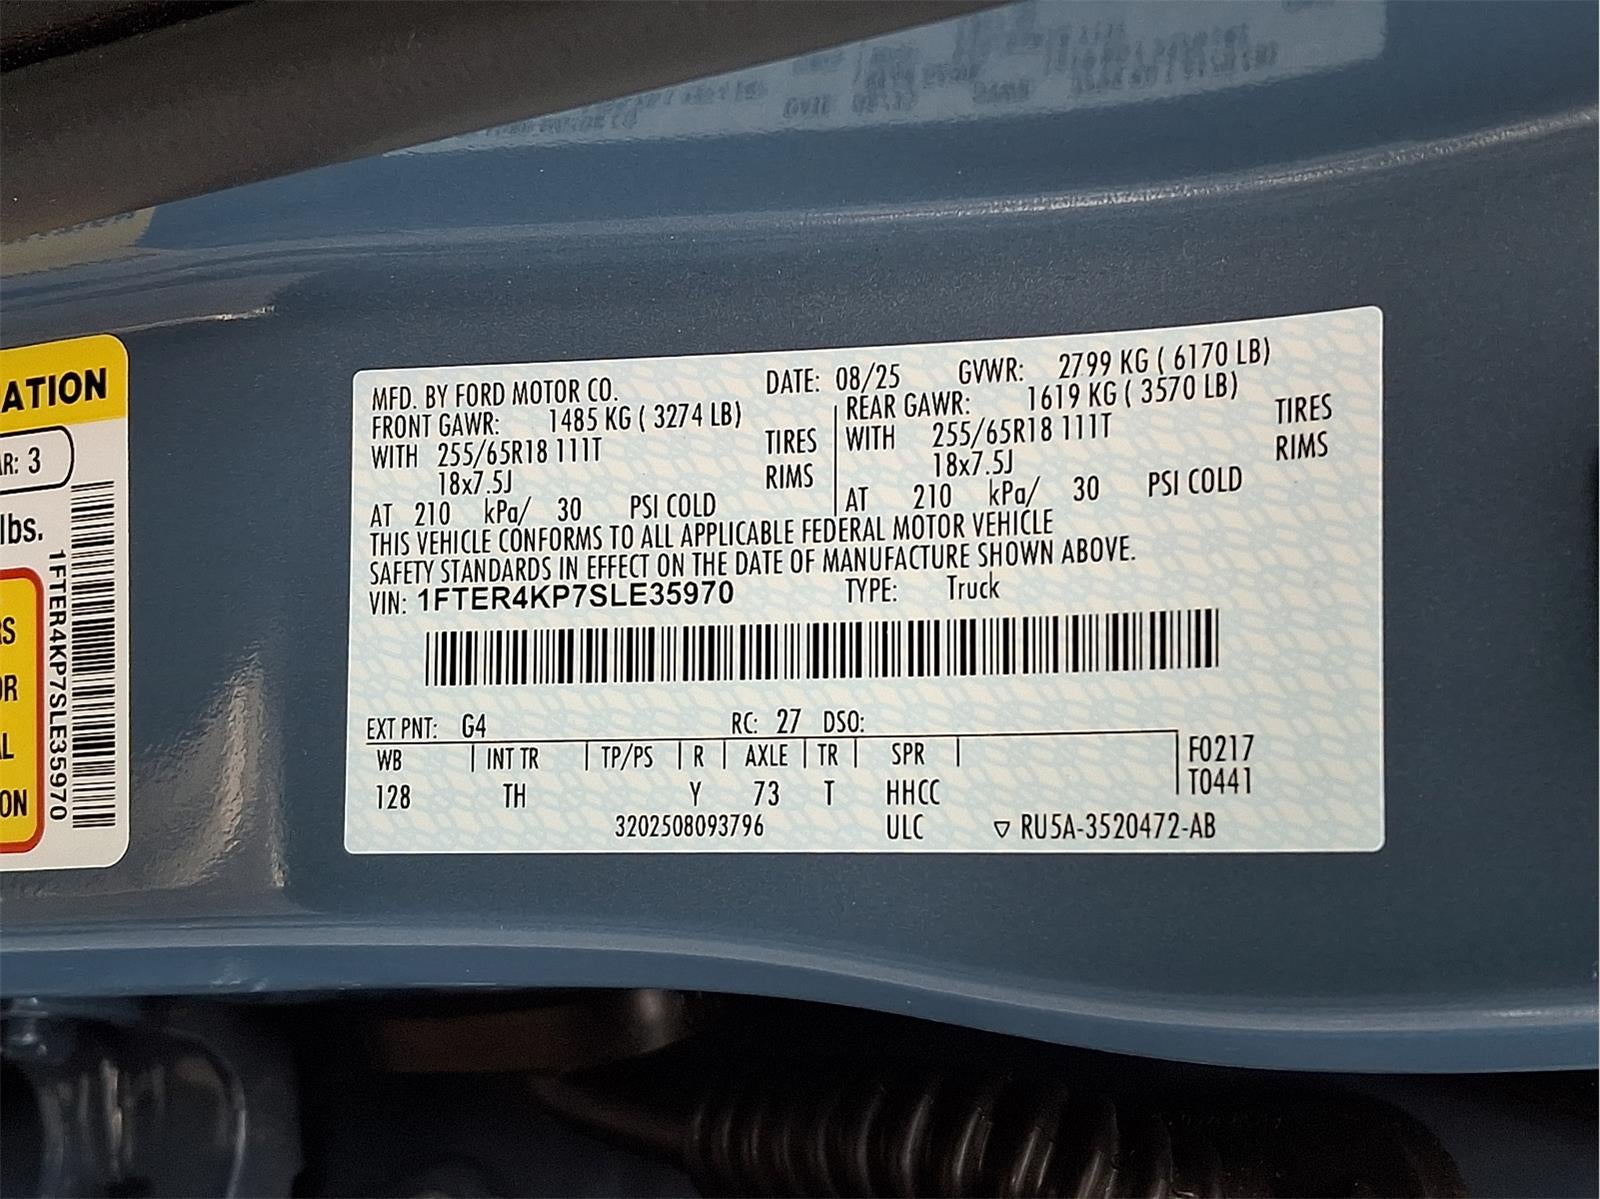 ATION
AR: 3
lbs.
1FTER4KP7SLE35970
RS
OR
AL
ON
MFD. BY FORD MOTOR CO. DATE: 08/25 GVWR: 2799 KG ( 6170 LB)
FRONT GAWR: 1485 KG ( 3274 LB) REAR GAWR: 1619 KG ( 3570 LB)
WITH 255/65R18 111T TIRES WITH 255/65R18 111T TIRES
18x7.5J RIMS 18x7.5J RIMS
AT 210 kPa/ 30 PSI COLD AT 210 kPa/ 30 PSI COLD
THIS VEHICLE CONFORMS TO ALL APPLICABLE FEDERAL MOTOR VEHICLE
SAFETY STANDARDS IN EFFECT ON THE DATE OF MANUFACTURE SHOWN ABOVE.
VIN: 1FTER4KP7SLE35970 TYPE: Truck
EXT PNT: G4 RC: 27 DSO:
WB INT TR TP/PS R AXLE TR SPR F0217
128 TH Y 73 T HHCC T0441
3202508093796 ULC ▽ RU5A-3520472-AB